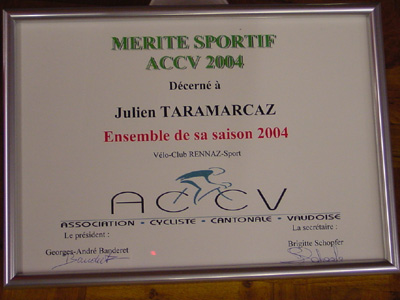 MERITE SPORTIF
ACCV 2004
Décerné à
Julien TARAMARCAZ
Ensemble de sa saison 2004
Vélo-Club RENNAZ-Sport
ACCV
ASSOCIATION - CYCLISTE - CANTONALE - VAUDOISE
Le président : La secrétaire :
Georges-André Banderet Brigitte Schopfer